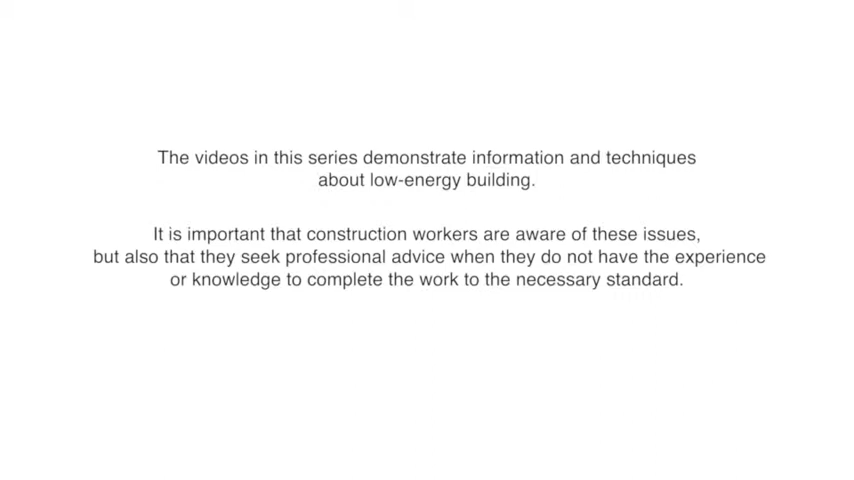 The videos in this series demonstrate information and techniques
about low-energy building.
It is important that construction workers are aware of these issues,
but also that they seek professional advice when they do not have the experience
or knowledge to complete the work to the necessary standard.